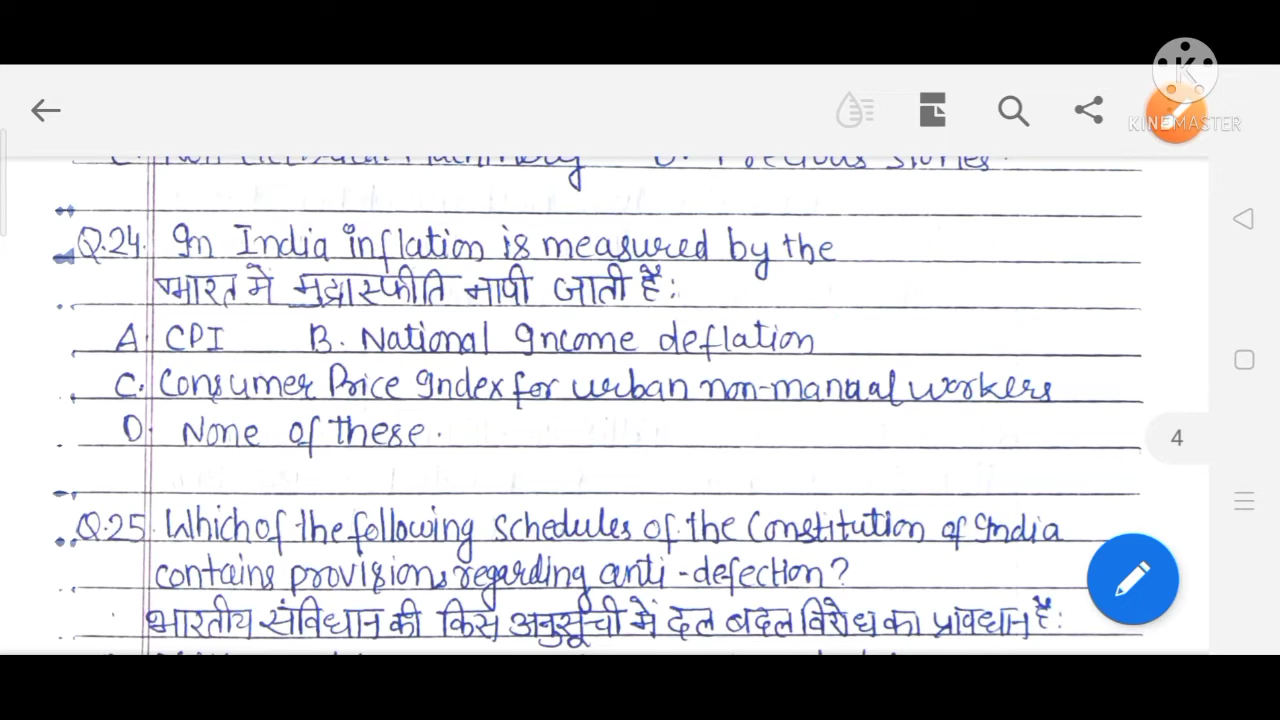 KINEMASTER
Precious stones.
Q.24. In India inflation is measured by the
भारत में मुद्रास्फीति मापी जाती है:
A. CPI B. National Income deflation
C. Consumer Price Index for urban non-manual workers
D. None of these.
4
Q.25. Which of the following schedules of the Constitution of India
contains provisions regarding anti-defection?
भारतीय संविधान की किस अनुसूची में दल बदल विरोध का प्रावधान है: